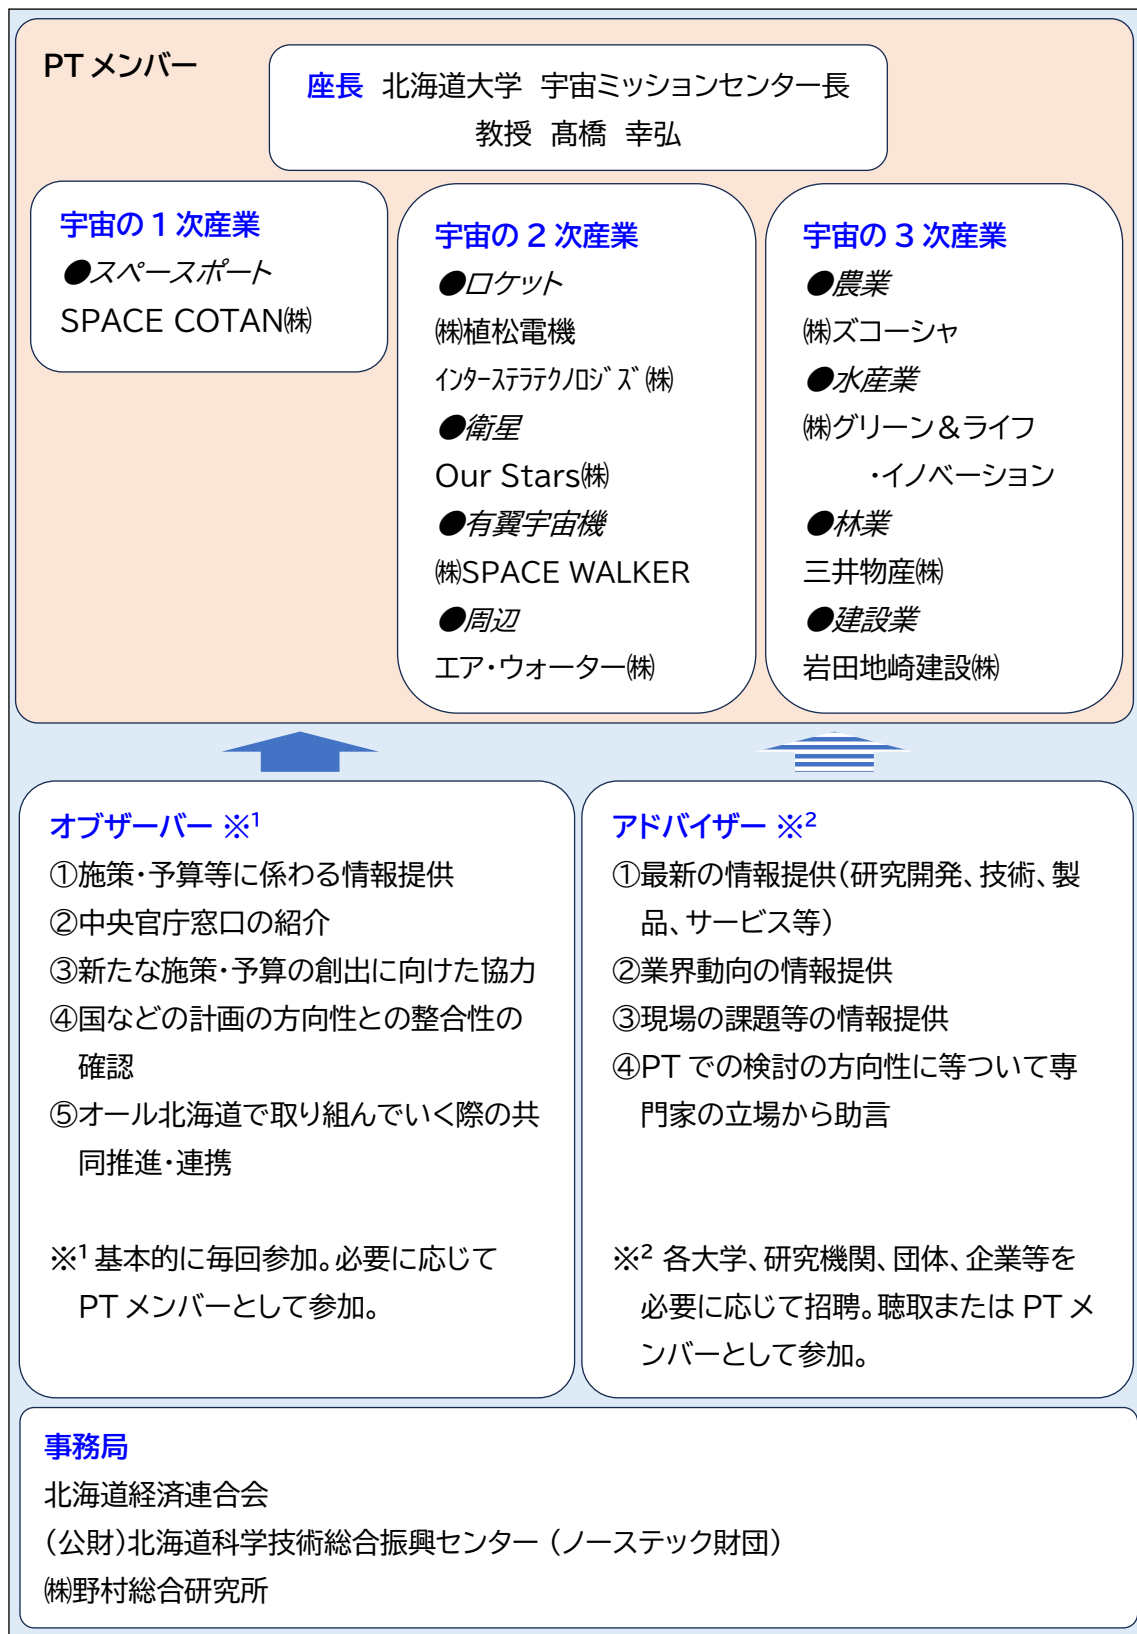 PTメンバー
座長 北海道大学 宇宙ミッションセンター長
教授 髙橋 幸弘
宇宙の1次産業
●スペースポート
SPACE COTAN㈱
宇宙の2次産業
●ロケット
㈱植松電機
ｲﾝﾀｰｽﾃﾗﾃｸﾉﾛｼﾞｽﾞ㈱
●衛星
Our Stars㈱
●有翼宇宙機
㈱SPACE WALKER
●周辺
エア・ウォーター㈱
宇宙の3次産業
●農業
㈱ズコーシャ
●水産業
㈱グリーン&ライフ
・イノベーション
●林業
三井物産㈱
●建設業
岩田地崎建設㈱
オブザーバー ※¹
①施策・予算等に係わる情報提供
②中央官庁窓口の紹介
③新たな施策・予算の創出に向けた協力
④国などの計画の方向性との整合性の
確認
⑤オール北海道で取り組んでいく際の共
同推進・連携
※¹ 基本的に毎回参加。必要に応じて
PTメンバーとして参加。
アドバイザー ※²
①最新の情報提供(研究開発、技術、製
品、サービス等)
②業界動向の情報提供
③現場の課題等の情報提供
④PTでの検討の方向性に等ついて専
門家の立場から助言
※² 各大学、研究機関、団体、企業等を
必要に応じて招聘。聴取または PTメ
ンバーとして参加。
事務局
北海道経済連合会
(公財)北海道科学技術総合振興センター (ノーステック財団)
㈱野村総合研究所